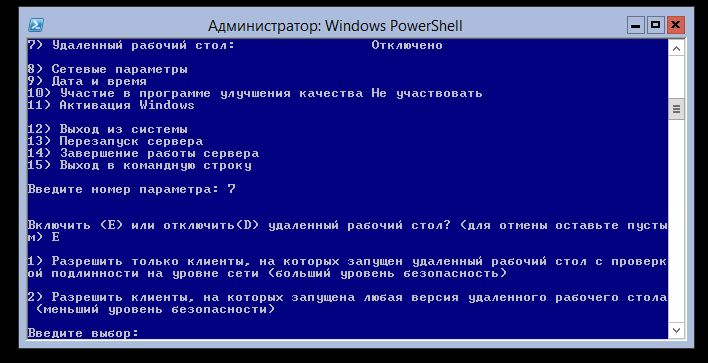 Администратор: Windows PowerShell
7) Удаленный рабочий стол: Отключено
8) Сетевые параметры
9) Дата и время
10) Участие в программе улучшения качества Не участвовать
11) Активация Windows
12) Выход из системы
13) Перезапуск сервера
14) Завершение работы сервера
15) Выход в командную строку
Введите номер параметра: 7
Включить (E) или отключить(D) удаленный рабочий стол? (для отмены оставьте пусты
м) E
1) Разрешить только клиенты, на которых запущен удаленный рабочий стол с проверк
ой подлинности на уровне сети (больший уровень безопасность)
2) Разрешить клиенты, на которых запущена любая версия удаленного рабочего стола
(меньший уровень безопасности)
Введите выбор: